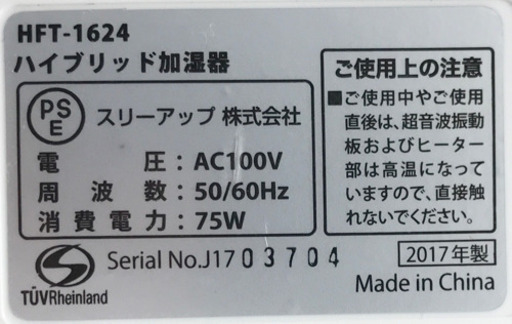 HFT-1624
ハイブリッド加湿器
PSE
スリーアップ 株式会社
電圧: AC100V
周波数: 50/60Hz
消費電力: 75W
ご使用上の注意
■ご使用中やご使用
直後は、超音波振動
板およびヒーター
部は高温になって
いますので、直接触
れないでください。
TÜVRheinland
Serial No.J1703704
2017年製
Made in China